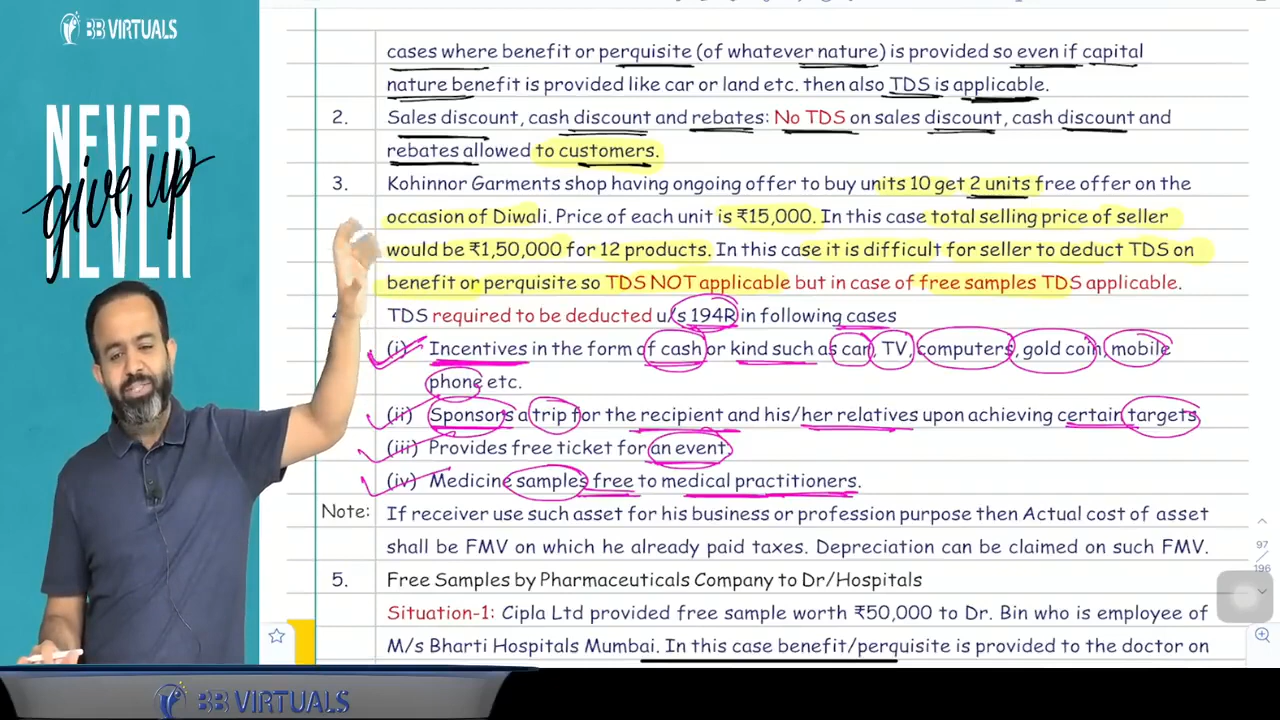 BB VIRTUALS
NEVER
give up
NEVER
cases where benefit or perquisite (of whatever nature) is provided so even if capital
nature benefit is provided like car or land etc. then also TDS is applicable.
2. Sales discount, cash discount and rebates: No TDS on sales discount, cash discount and
rebates allowed to customers.
3. Kohinnor Garments shop having ongoing offer to buy units 10 get 2 units free offer on the
occasion of Diwali. Price of each unit is ₹15,000. In this case total selling price of seller
would be ₹1,50,000 for 12 products. In this case it is difficult for seller to deduct TDS on
benefit or perquisite so TDS NOT applicable but in case of free samples TDS applicable.
TDS required to be deducted u/s 194R in following cases
(i) Incentives in the form of cash or kind such as car, TV, computers, gold coin, mobile
phone etc.
(ii) Sponsors a trip for the recipient and his/her relatives upon achieving certain targets
(iii) Provides free ticket for an event
(iv) Medicine samples free to medical practitioners.
Note: If receiver use such asset for his business or profession purpose then Actual cost of asset
shall be FMV on which he already paid taxes. Depreciation can be claimed on such FMV.
5. Free Samples by Pharmaceuticals Company to Dr/Hospitals
Situation-1: Cipla Ltd provided free sample worth ₹50,000 to Dr. Bin who is employee of
M/s Bharti Hospitals Mumbai. In this case benefit/perquisite is provided to the doctor on
97
/
196
BB VIRTUALS